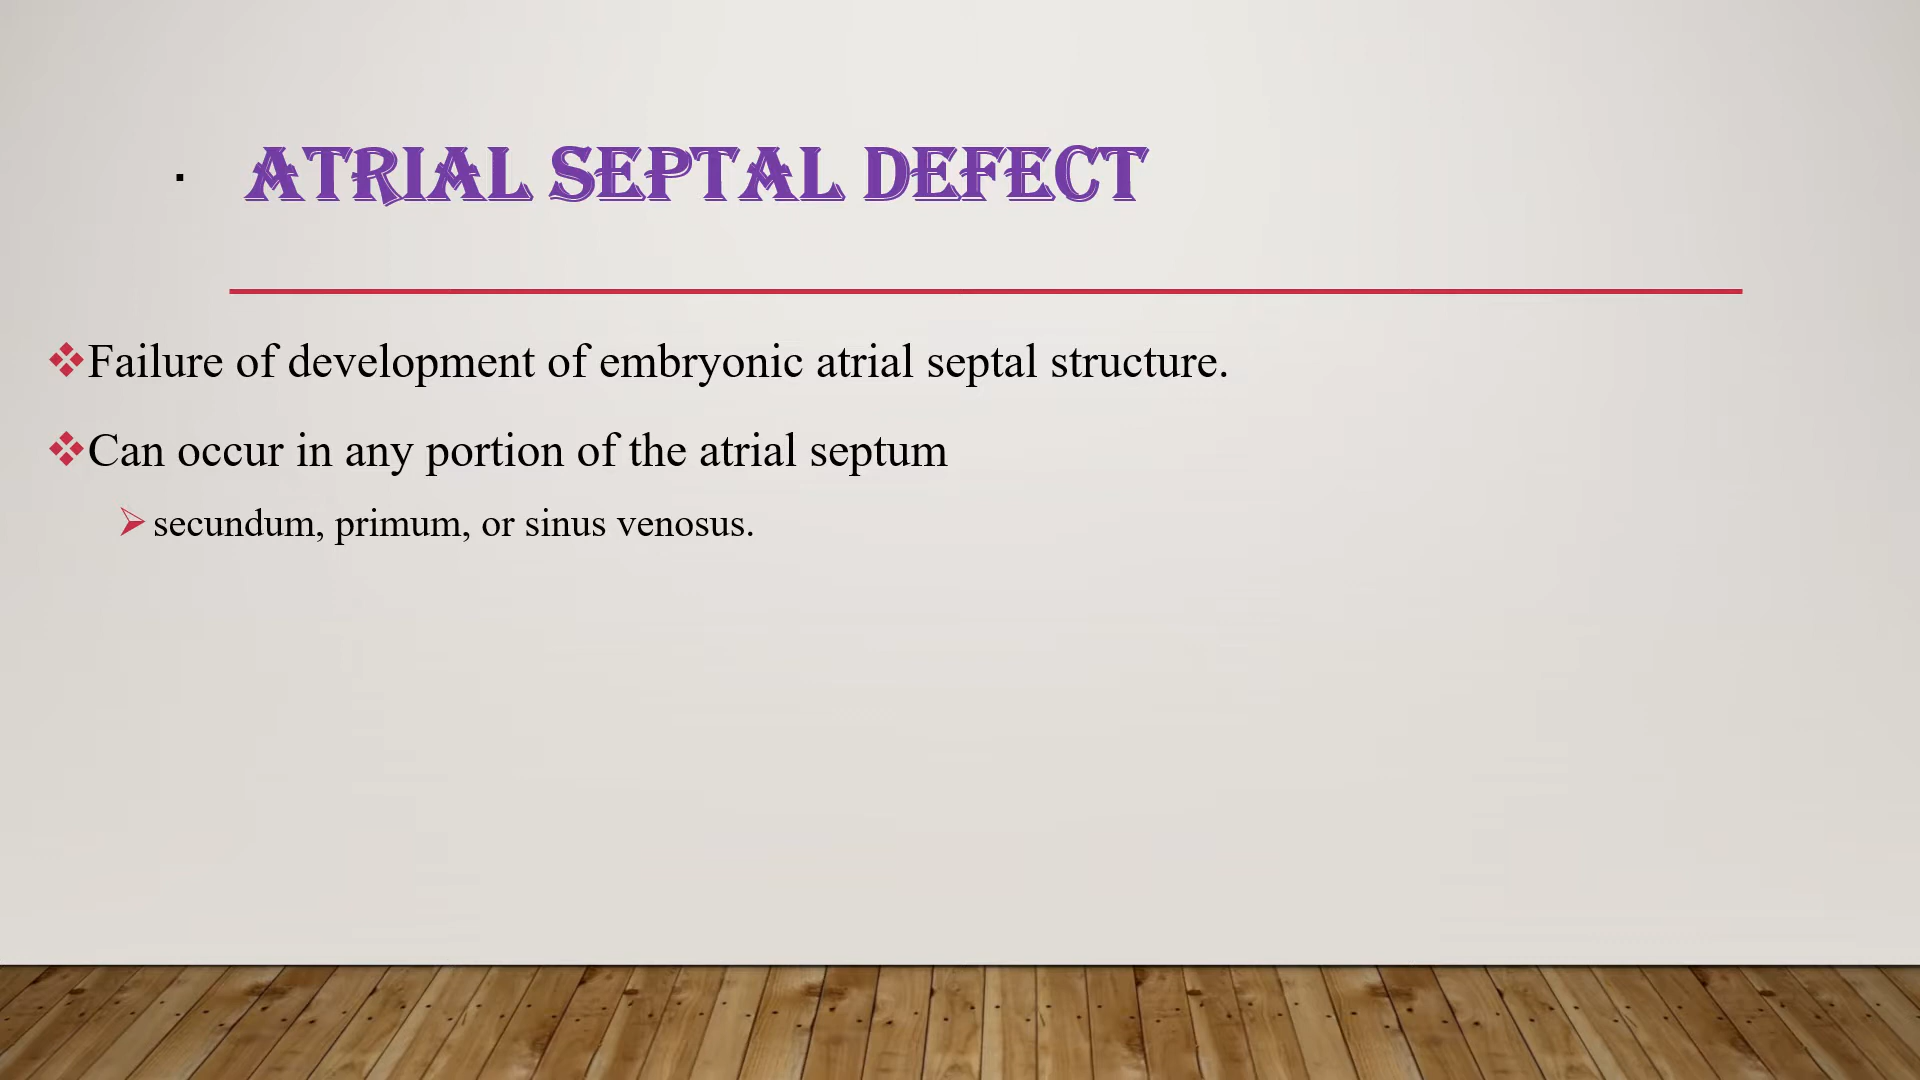 ▪ ATRIAL SEPTAL DEFECT
❖Failure of development of embryonic atrial septal structure.
❖Can occur in any portion of the atrial septum
➢secundum, primum, or sinus venosus.